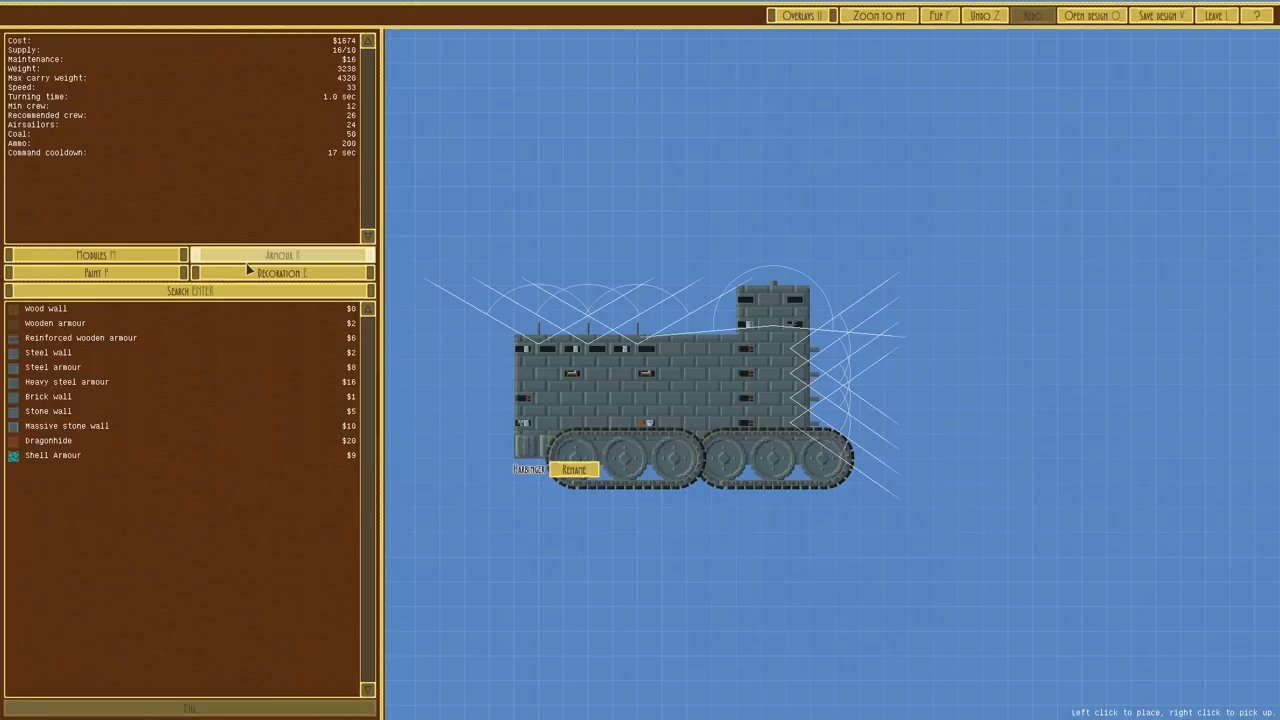 OVERLAYS U ZOOM TO FIT FLIP F UNDO Z REDO OPEN DESIGN O SAVE DESIGN V LEAVE L ?
Cost: $1674
Supply: 16/10
Maintenance: $16
Weight: 3230
Max carry weight: 4320
Speed: 33
Turning time: 1.0 sec
Min crew: 12
Recommended crew: 26
Airsailors: 24
Coal: 50
Ammo: 200
Command cooldown: 17 sec
MODULES M ARMOUR R
PAINT P DECORATION E
SEARCH ENTER
Wood wall $0
Wooden armour $2
Reinforced wooden armour $6
Steel wall $2
Steel armour $8
Heavy steel armour $16
Brick wall $1
Stone wall $5
Massive stone wall $10
Dragonhide $20
Shell Armour $9
HARBINGER RENAME
FILL
Left click to place, right click to pick up.